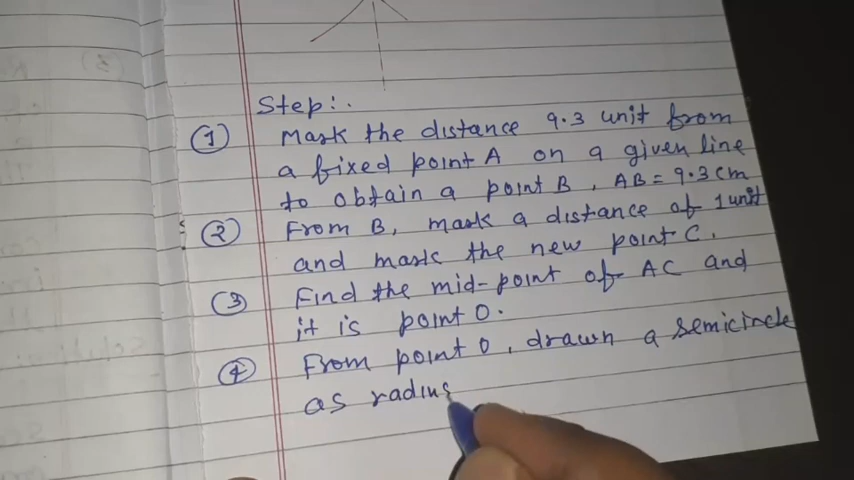 Step:.
① Mark the distance 9.3 unit from
a fixed point A on a given line
to obtain a point B, AB = 9.3 cm
② From B, mark a distance of 1 unit
and mark the new point C.
③ Find the mid-point of AC and
it is point O.
④ From point O, drawn a semicircle
as radius